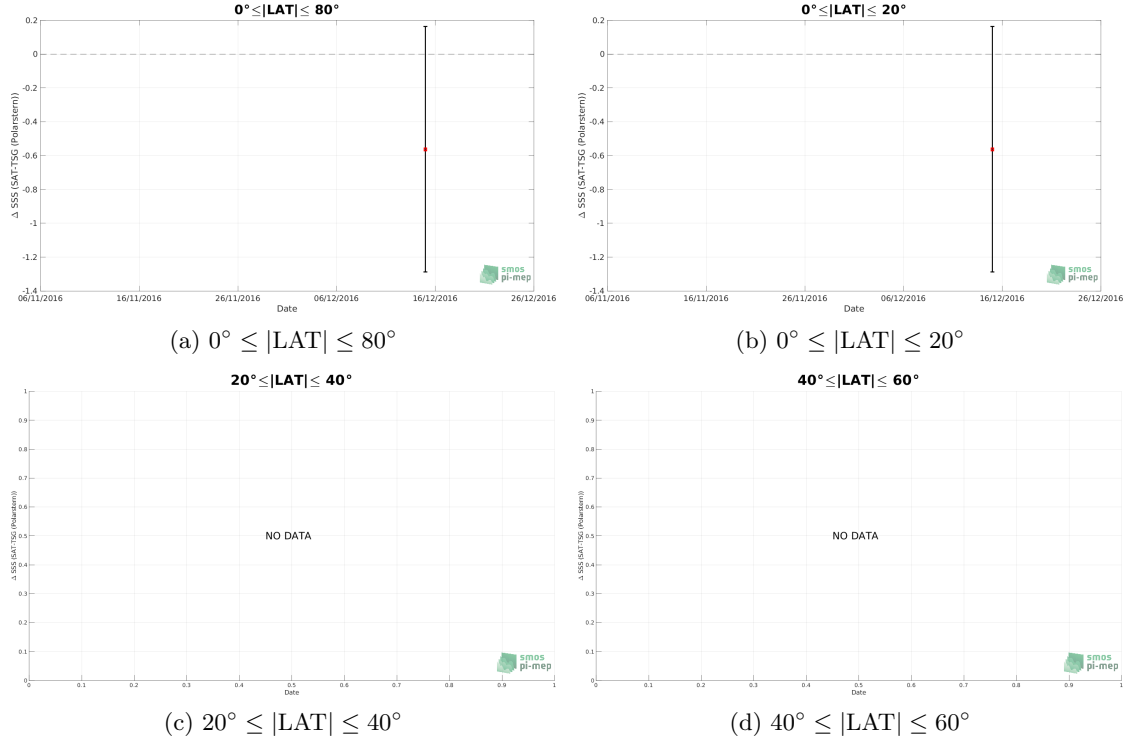 0°≤|LAT|≤ 80°
Δ SSS (SAT-TSG (Polarstern))
0.2
0
-0.2
-0.4
-0.6
-0.8
-1
-1.2
-1.4
06/11/2016 16/11/2016 26/11/2016 06/12/2016 16/12/2016 26/12/2016
Date
smos
pi-mep
(a) 0° ≤ |LAT| ≤ 80°
0°≤|LAT|≤ 20°
Δ SSS (SAT-TSG (Polarstern))
0.2
0
-0.2
-0.4
-0.6
-0.8
-1
-1.2
-1.4
06/11/2016 16/11/2016 26/11/2016 06/12/2016 16/12/2016 26/12/2016
Date
smos
pi-mep
(b) 0° ≤ |LAT| ≤ 20°
20°≤|LAT|≤ 40°
Δ SSS (SAT-TSG (Polarstern))
1
0.9
0.8
0.7
0.6
0.5
0.4
0.3
0.2
0.1
0
NO DATA
0 0.1 0.2 0.3 0.4 0.5 0.6 0.7 0.8 0.9 1
Date
smos
pi-mep
(c) 20° ≤ |LAT| ≤ 40°
40°≤|LAT|≤ 60°
Δ SSS (SAT-TSG (Polarstern))
1
0.9
0.8
0.7
0.6
0.5
0.4
0.3
0.2
0.1
0
NO DATA
0 0.1 0.2 0.3 0.4 0.5 0.6 0.7 0.8 0.9 1
Date
smos
pi-mep
(d) 40° ≤ |LAT| ≤ 60°